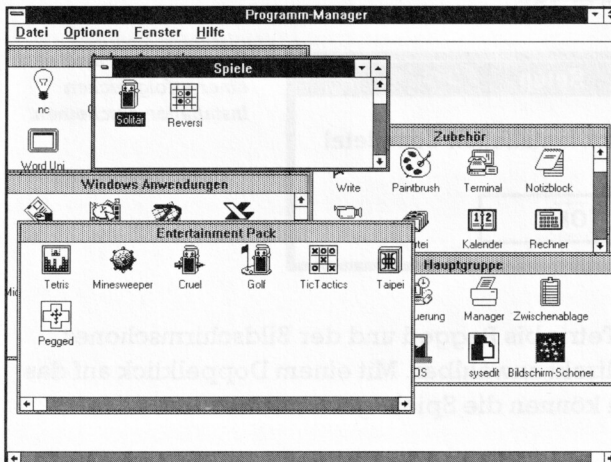 Programm-Manager
Datei Optionen Fenster Hilfe
Spiele
nc
Solitär Reversi
Word Uni
Zubehör
Write Paintbrush Terminal Notizblock
Windows Anwendungen
Kalender Rechner
Entertainment Pack
Tetris Minesweeper Cruel Golf TicTactics Taipei
Pegged
Hauptgruppe
Manager Zwischenablage
sysedit Bildschirm-Schoner